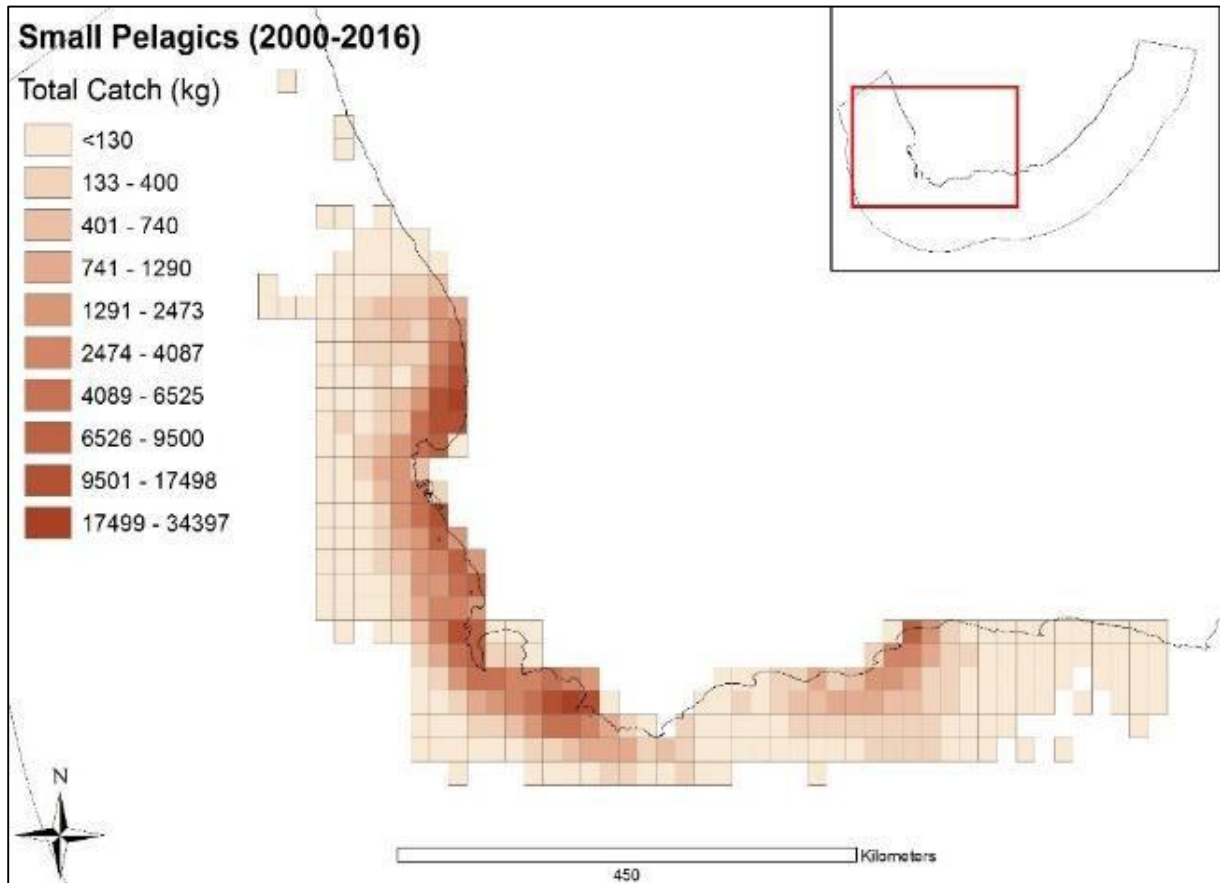 Small Pelagics (2000-2016)
Total Catch (kg)
<130
133 - 400
401 - 740
741 - 1290
1291 - 2473
2474 - 4087
4089 - 6525
6526 - 9500
9501 - 17498
17499 - 34397
N
Kilometers
450